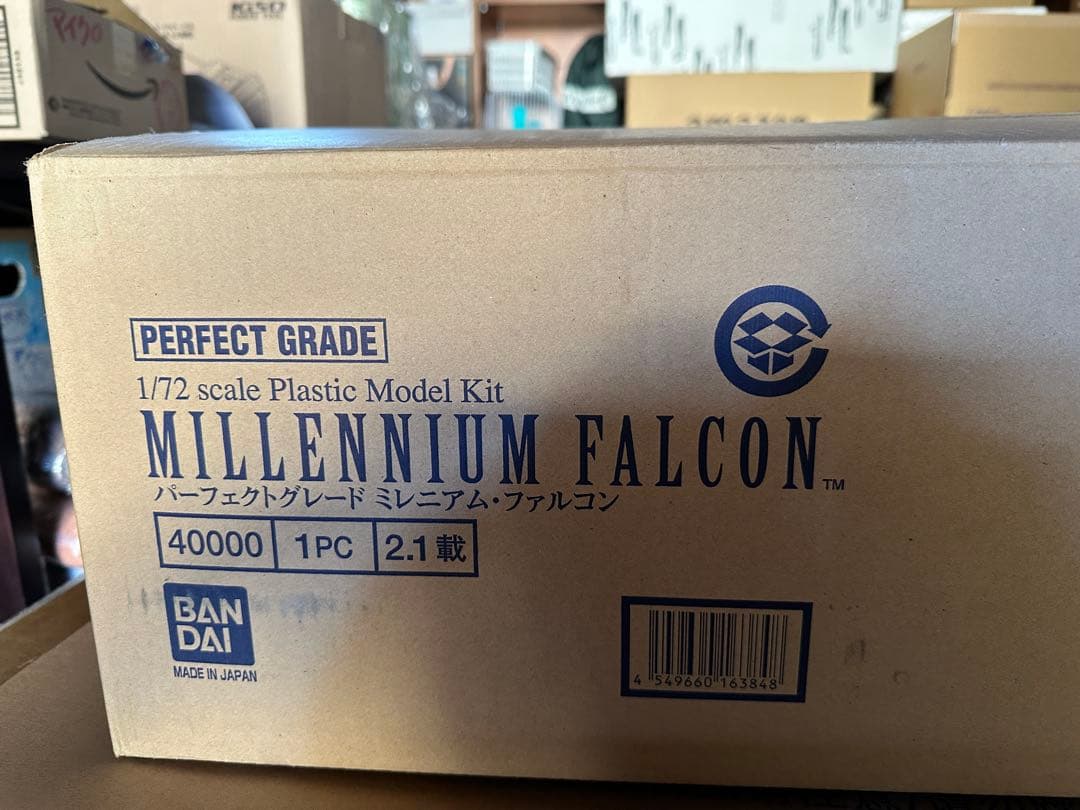 PERFECT GRADE
1/72 scale Plastic Model Kit
MILLENNIUM FALCON™
パーフェクトグレード ミレニアム・ファルコン
40000 1PC 2.1載
BAN
DAI
MADE IN JAPAN
4 549660 163848